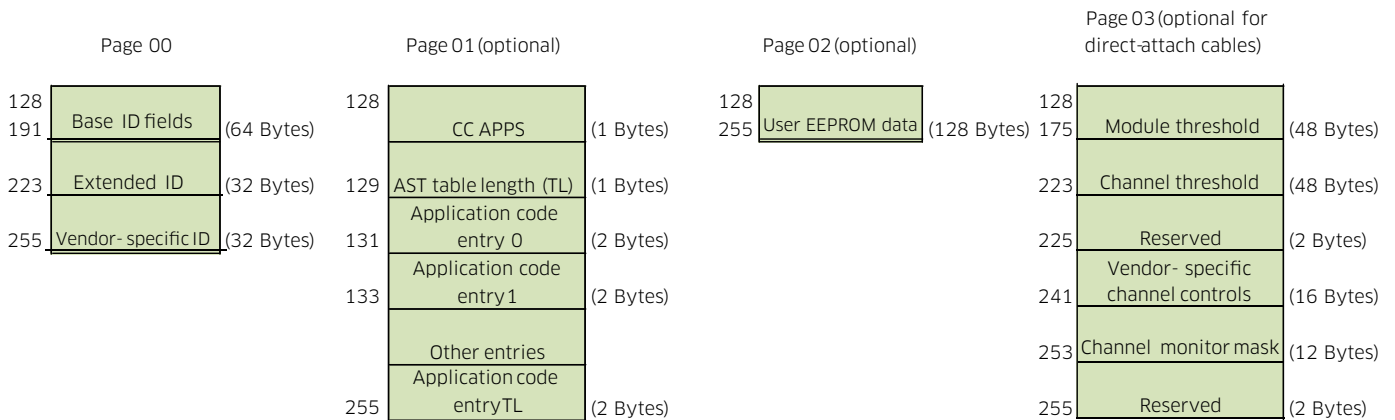 Page 00
128
191 Base ID fields (64 Bytes)
223 Extended ID (32 Bytes)
255 Vendor- specific ID (32 Bytes)
Page 01 (optional)
128
CC APPS (1 Bytes)
129 AST table length (TL) (1 Bytes)
Application code
131 entry 0 (2 Bytes)
Application code
133 entry 1 (2 Bytes)
Other entries
Application code
255 entry TL (2 Bytes)
Page 02 (optional)
128
255 User EEPROM data (128 Bytes)
Page 03 (optional for
direct-attach cables)
128
175 Module threshold (48 Bytes)
223 Channel threshold (48 Bytes)
225 Reserved (2 Bytes)
Vendor- specific
241 channel controls (16 Bytes)
253 Channel monitor mask (12 Bytes)
255 Reserved (2 Bytes)